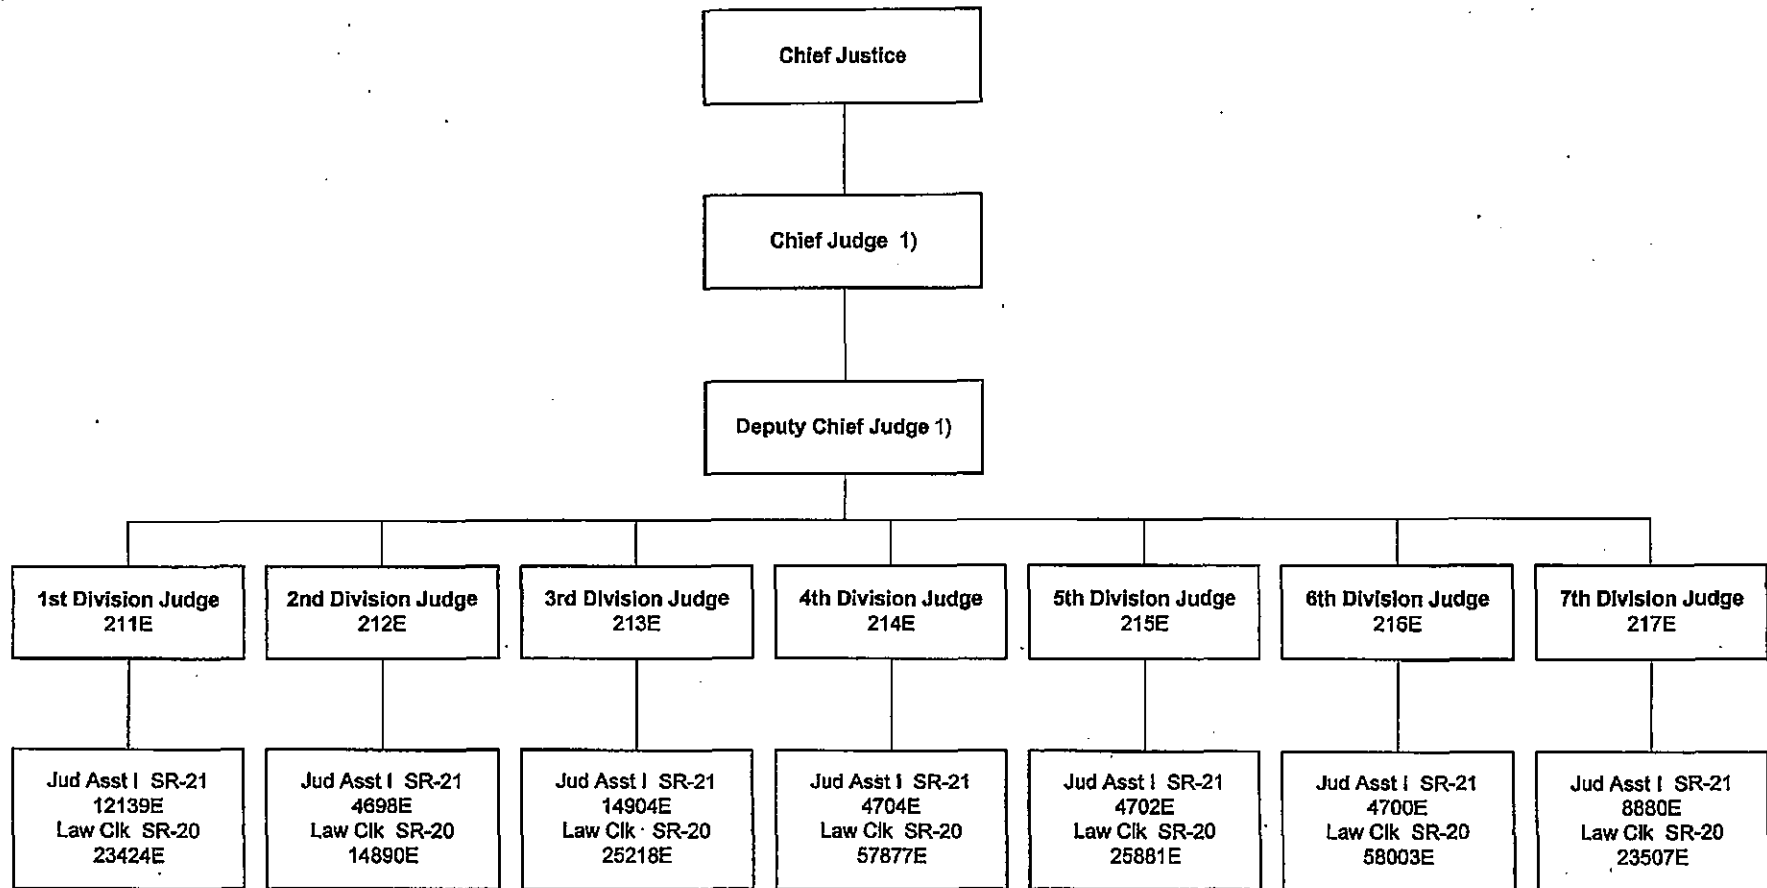 Chief Justice
Chief Judge 1)
Deputy Chief Judge 1)
1st Division Judge
211E
2nd Division Judge
212E
3rd Division Judge
213E
4th Division Judge
214E
5th Division Judge
215E
6th Division Judge
216E
7th Division Judge
217E
Jud Asst I SR-21
12139E
Law Clk SR-20
23424E
Jud Asst I SR-21
4698E
Law Clk SR-20
14890E
Jud Asst I SR-21
14904E
Law Clk SR-20
25218E
Jud Asst I SR-21
4704E
Law Clk SR-20
57877E
Jud Asst I SR-21
4702E
Law Clk SR-20
25881E
Jud Asst I SR-21
4700E
Law Clk SR-20
58003E
Jud Asst I SR-21
8880E
Law Clk SR-20
23507E